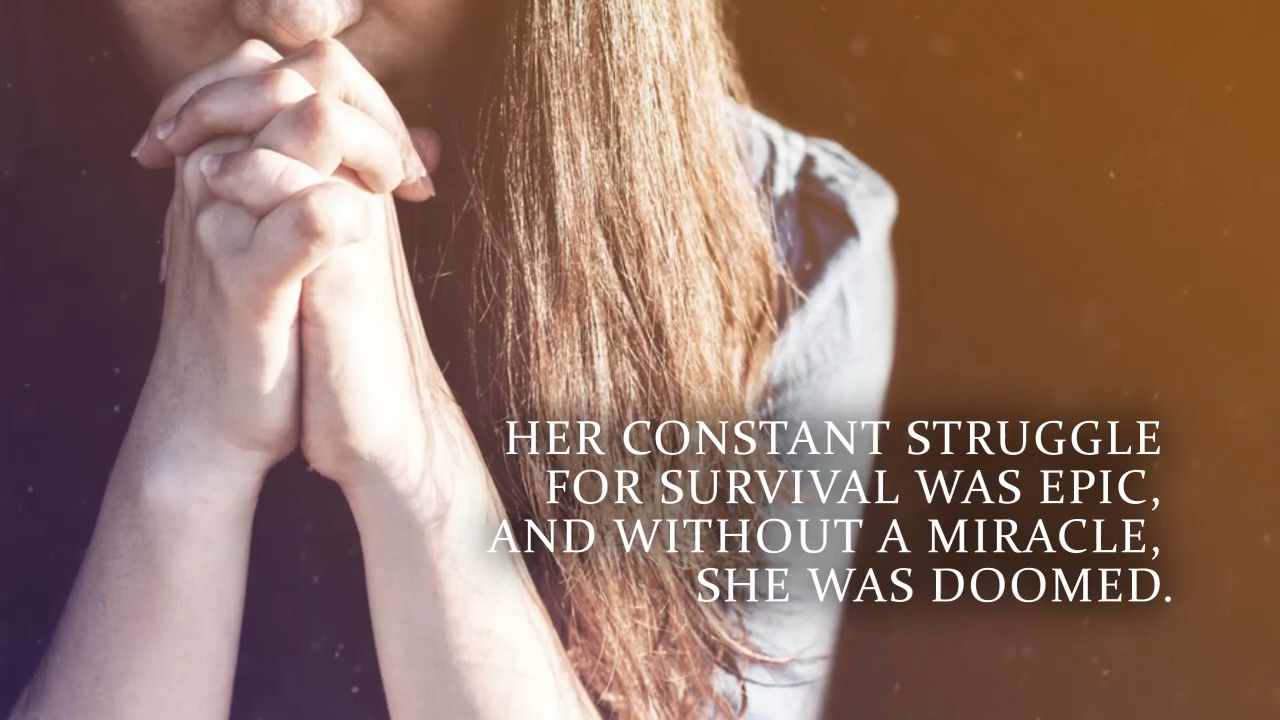 HER CONSTANT STRUGGLE
FOR SURVIVAL WAS EPIC,
AND WITHOUT A MIRACLE,
SHE WAS DOOMED.